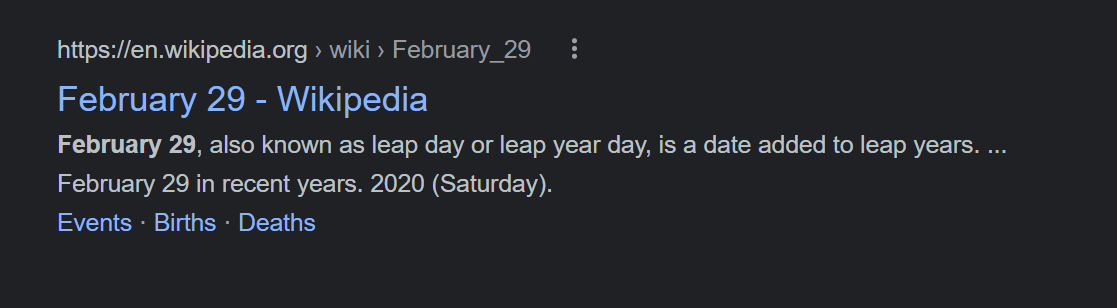 https://en.wikipedia.org › wiki › February_29
February 29 - Wikipedia
February 29, also known as leap day or leap year day, is a date added to leap years. ...
February 29 in recent years. 2020 (Saturday).
Events · Births · Deaths